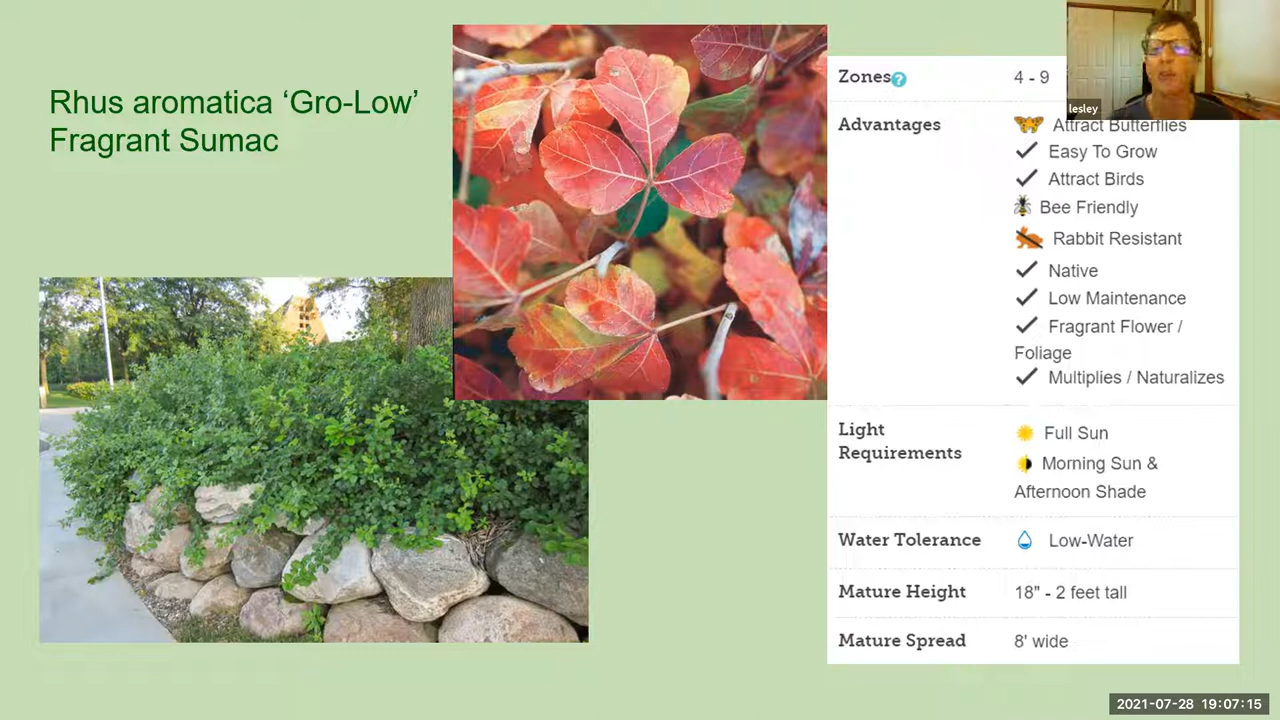 Rhus aromatica ‘Gro-Low’
Fragrant Sumac
Zones?
4 - 9
lesley
Advantages
Attract Butterflies
Easy To Grow
Attract Birds
Bee Friendly
Rabbit Resistant
Native
Low Maintenance
Fragrant Flower /
Foliage
Multiplies / Naturalizes
Light
Requirements
Full Sun
Morning Sun &
Afternoon Shade
Water Tolerance
Low-Water
Mature Height
18" - 2 feet tall
Mature Spread
8' wide
2021-07-28 19:07:15